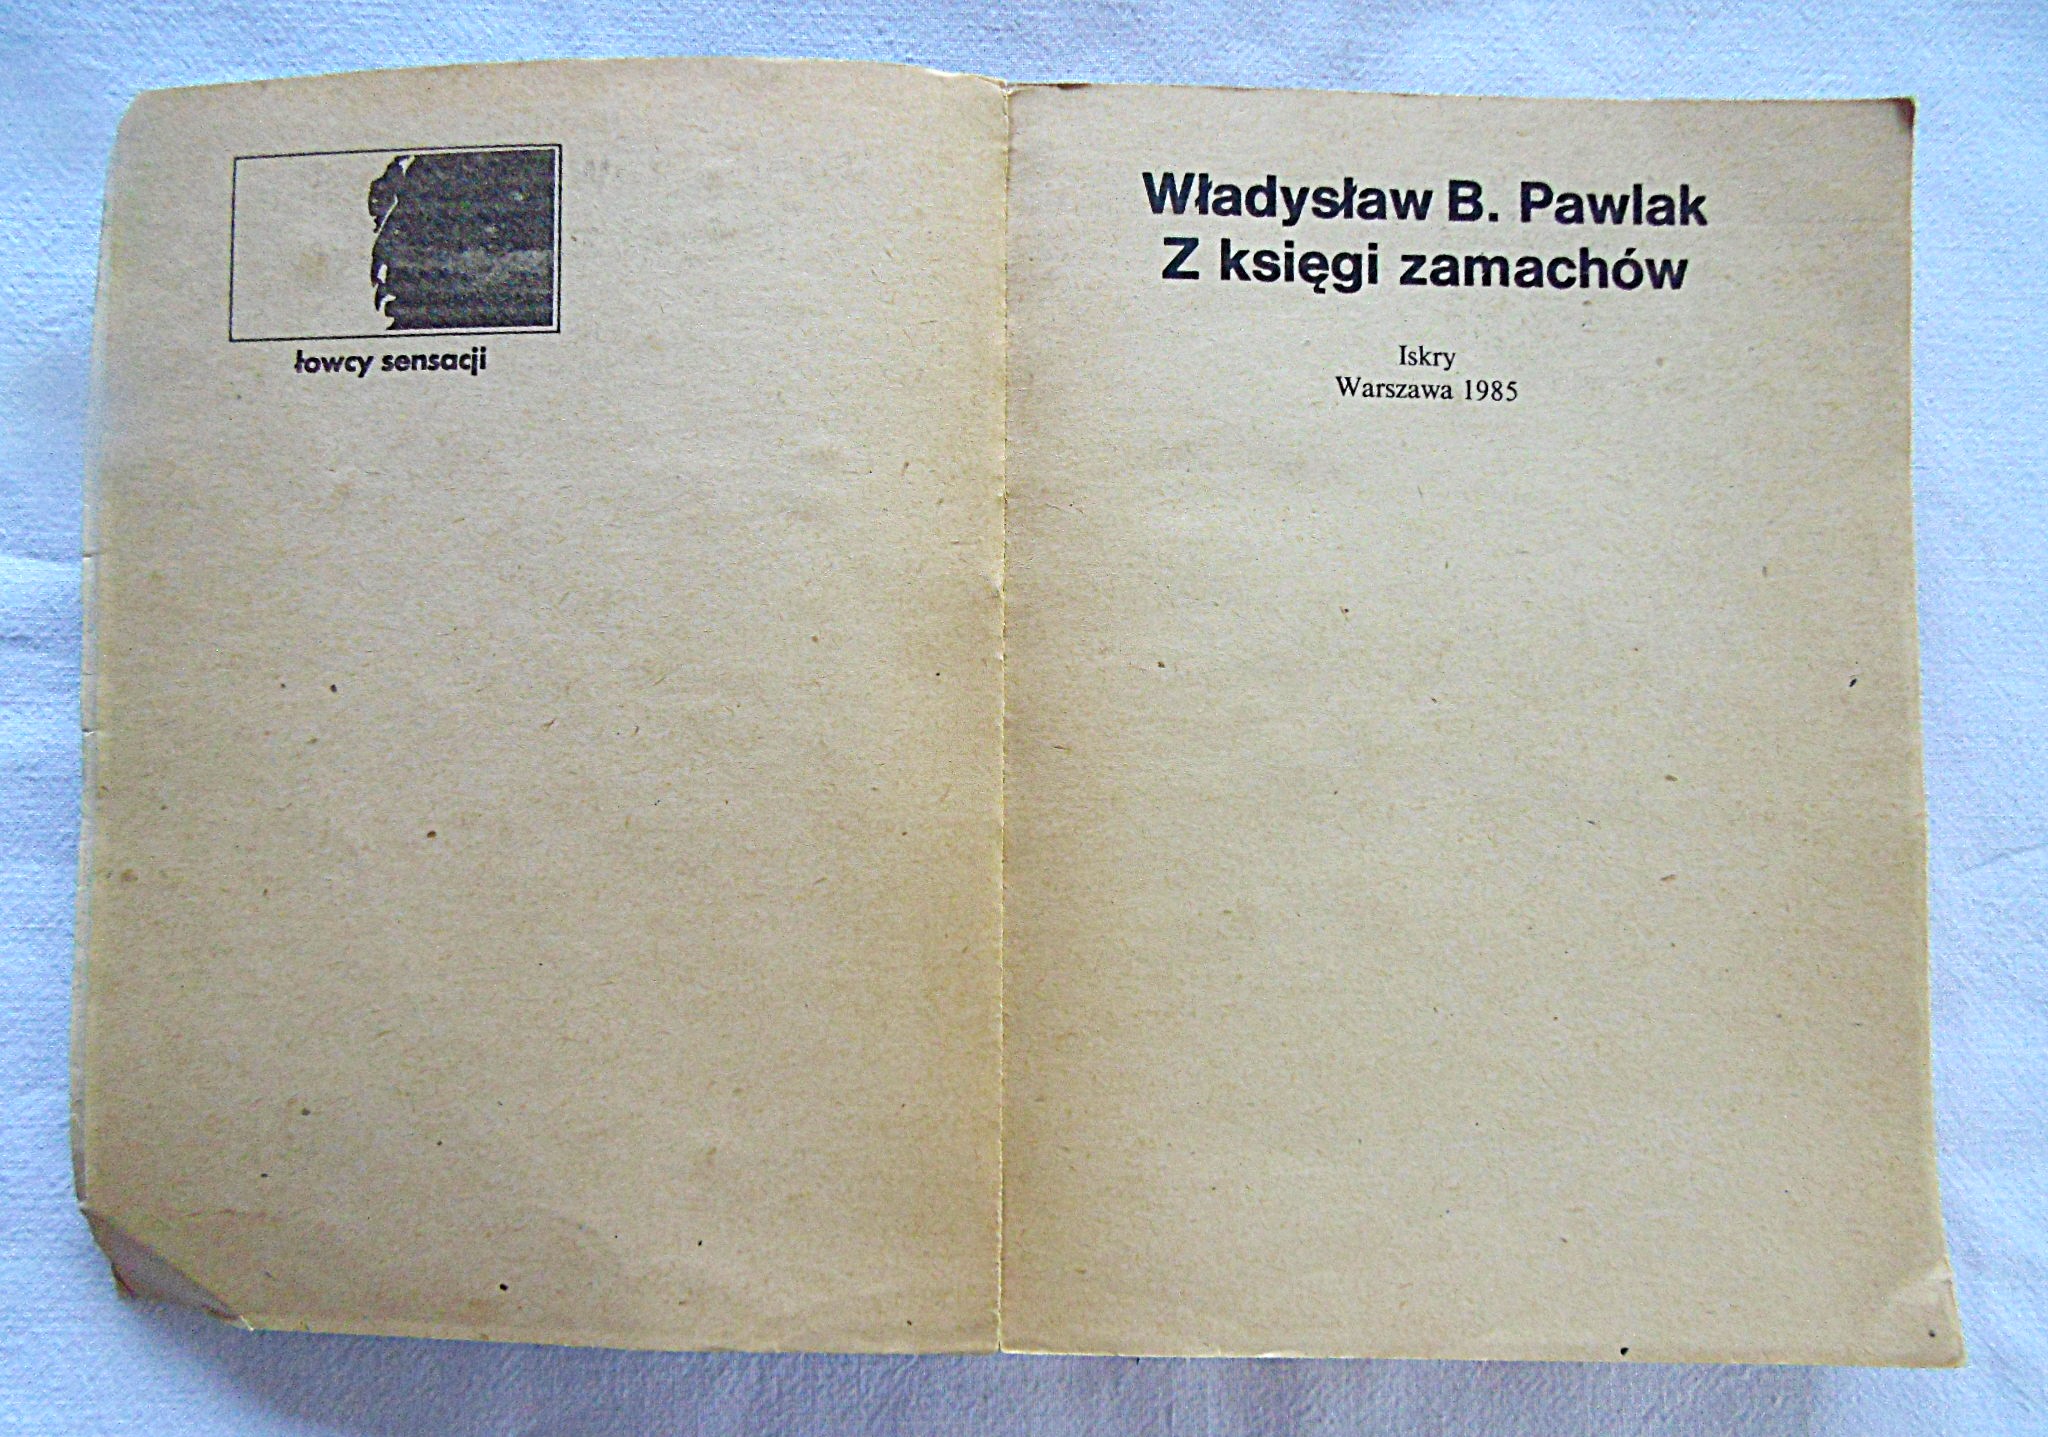 łowcy sensacji
Władysław B. Pawlak
Z księgi zamachów
Iskry
Warszawa 1985